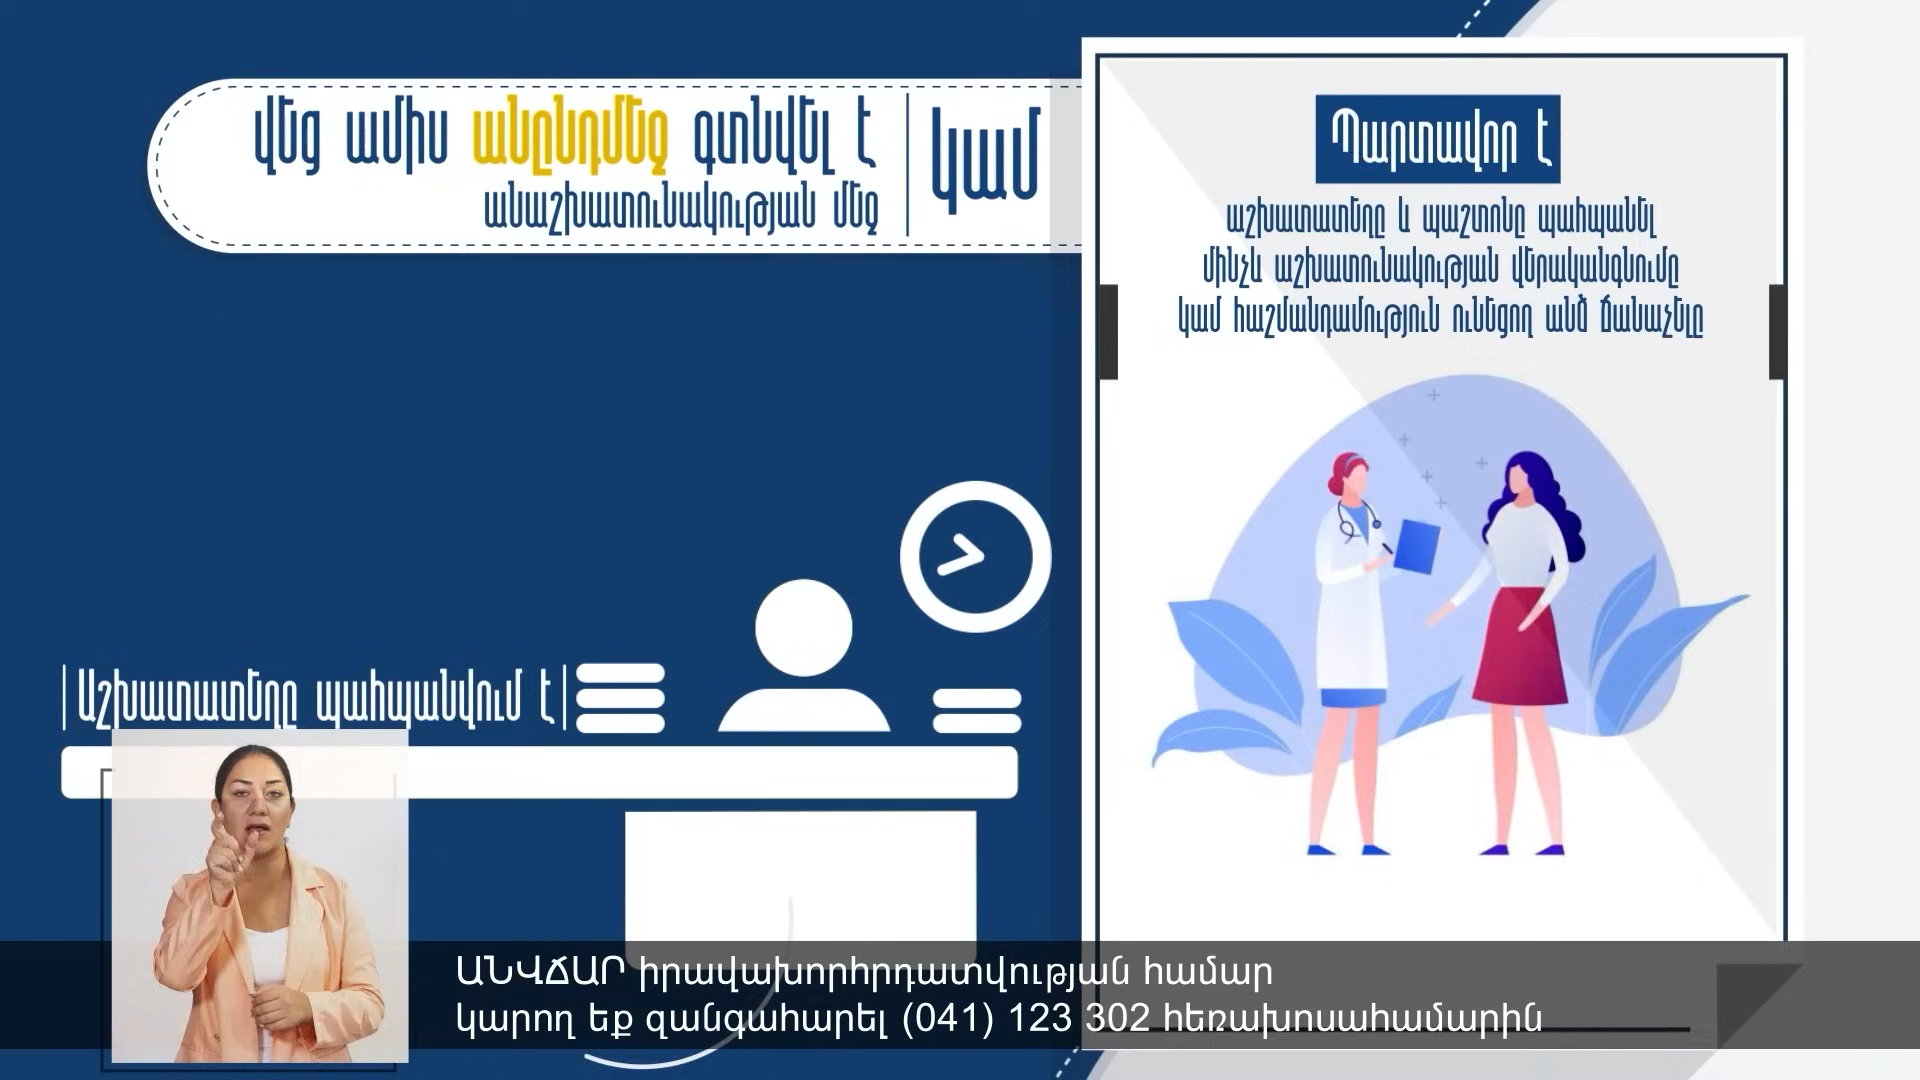 վեց ամիս անընդմեջ գտնվել է
անաշխատունակության մեջ
կամ
Պարտավոր է
աշխատատեղը և պաշտոնը պահպանել
մինչև աշխատունակության վերականգնումը
կամ հաշմանդամություն ունեցող անձ ճանաչելը
Աշխատատեղը պահպանվում է
ԱՆՎՃԱՐ իրավախորհրդատվության համար
կարող եք զանգահարել (041) 123 302 հեռախոսահամարին